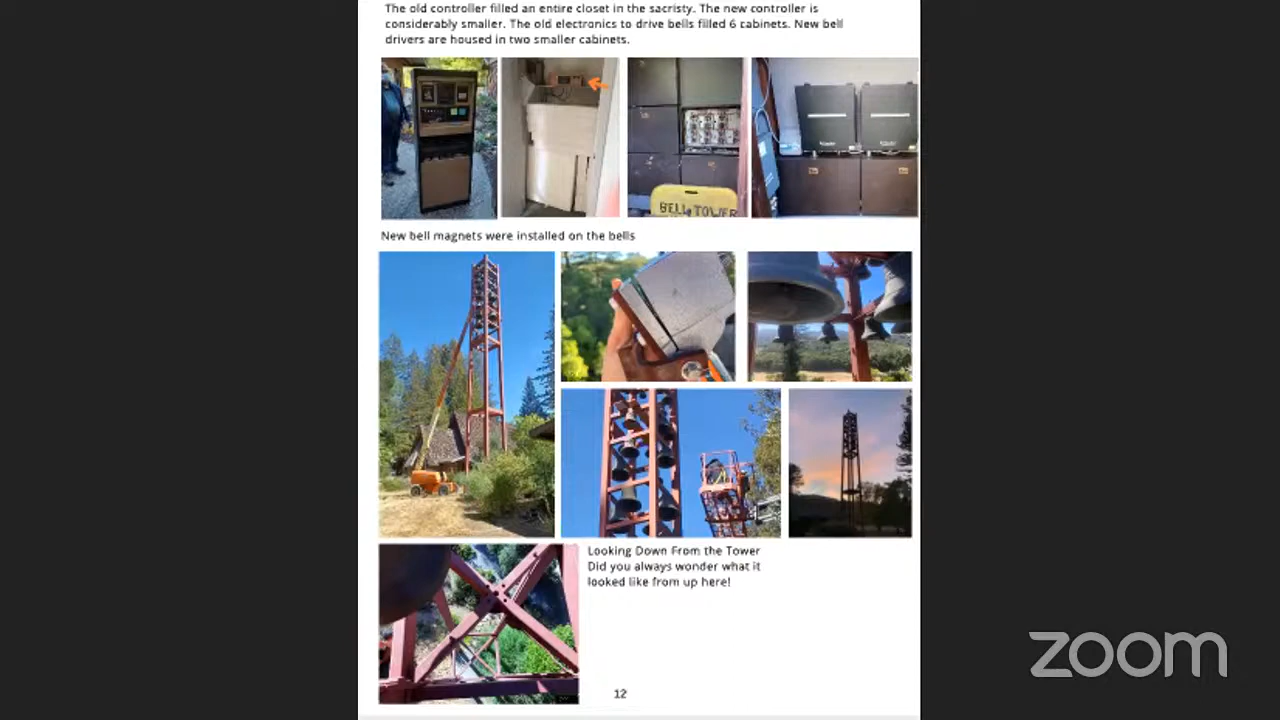 The old controller filled an entire closet in the sacristy. The new controller is
considerably smaller. The old electronics to drive bells filled 6 cabinets. New bell
drivers are housed in two smaller cabinets.
BELL TOWER
New bell magnets were installed on the bells
Looking Down From the Tower
Did you always wonder what it
looked like from up here!
12
zoom